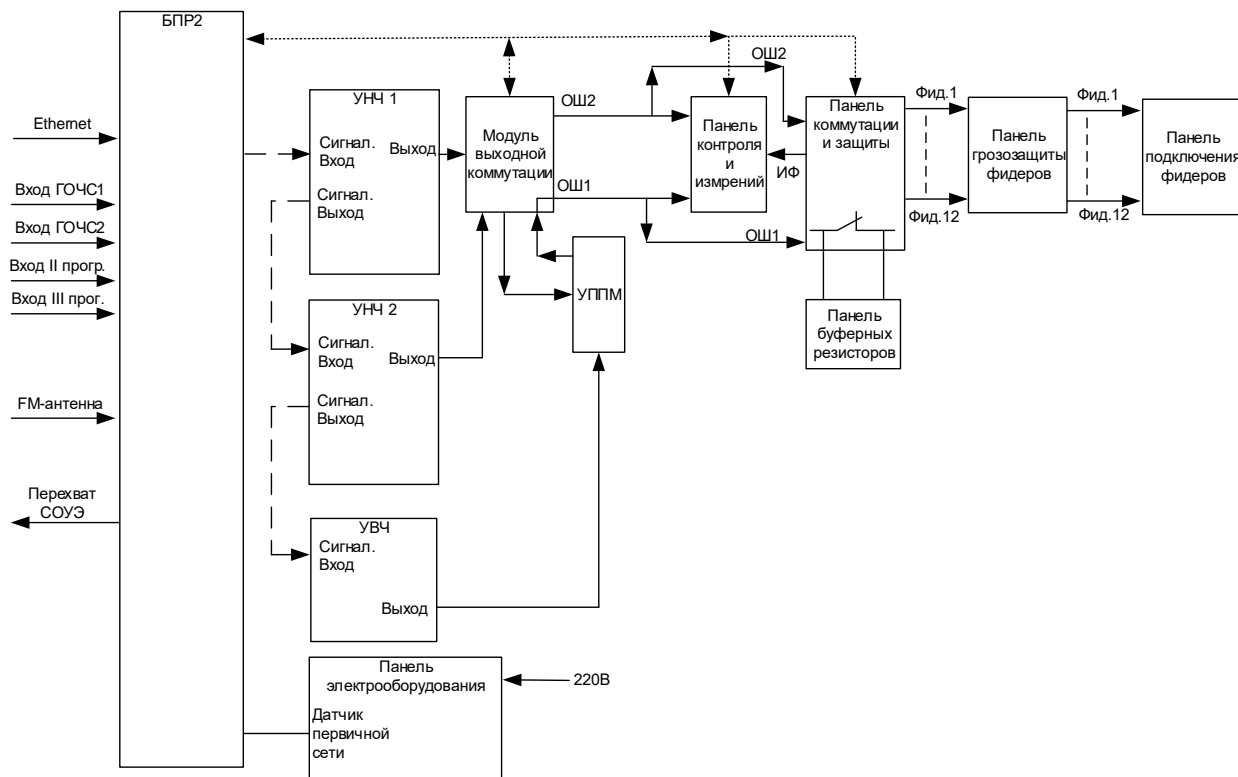 БПР2
Ethernet
Вход ГОЧС1
Вход ГОЧС2
Вход II прогр.
Вход III прог.
FM-антенна
Перехват
СОУЭ
УНЧ 1
Сигнал.
Вход
Выход
Сигнал.
Выход
УНЧ 2
Сигнал.
Вход
Выход
Сигнал.
Выход
УВЧ
Сигнал.
Вход
Выход
Панель
электрооборудования
Датчик
первичной
сети
220В
Модуль
выходной
коммутации
ОШ2
ОШ1
УППМ
ОШ2
ОШ1
Панель
контроля
и
измрений
ИФ
Панель
коммутации
и защиты
Панель
буферных
резисторов
Фид.1
Фид.12
Панель
грозозащиты
фидеров
Фид.1
Фид.12
Панель
подключения
фидеров